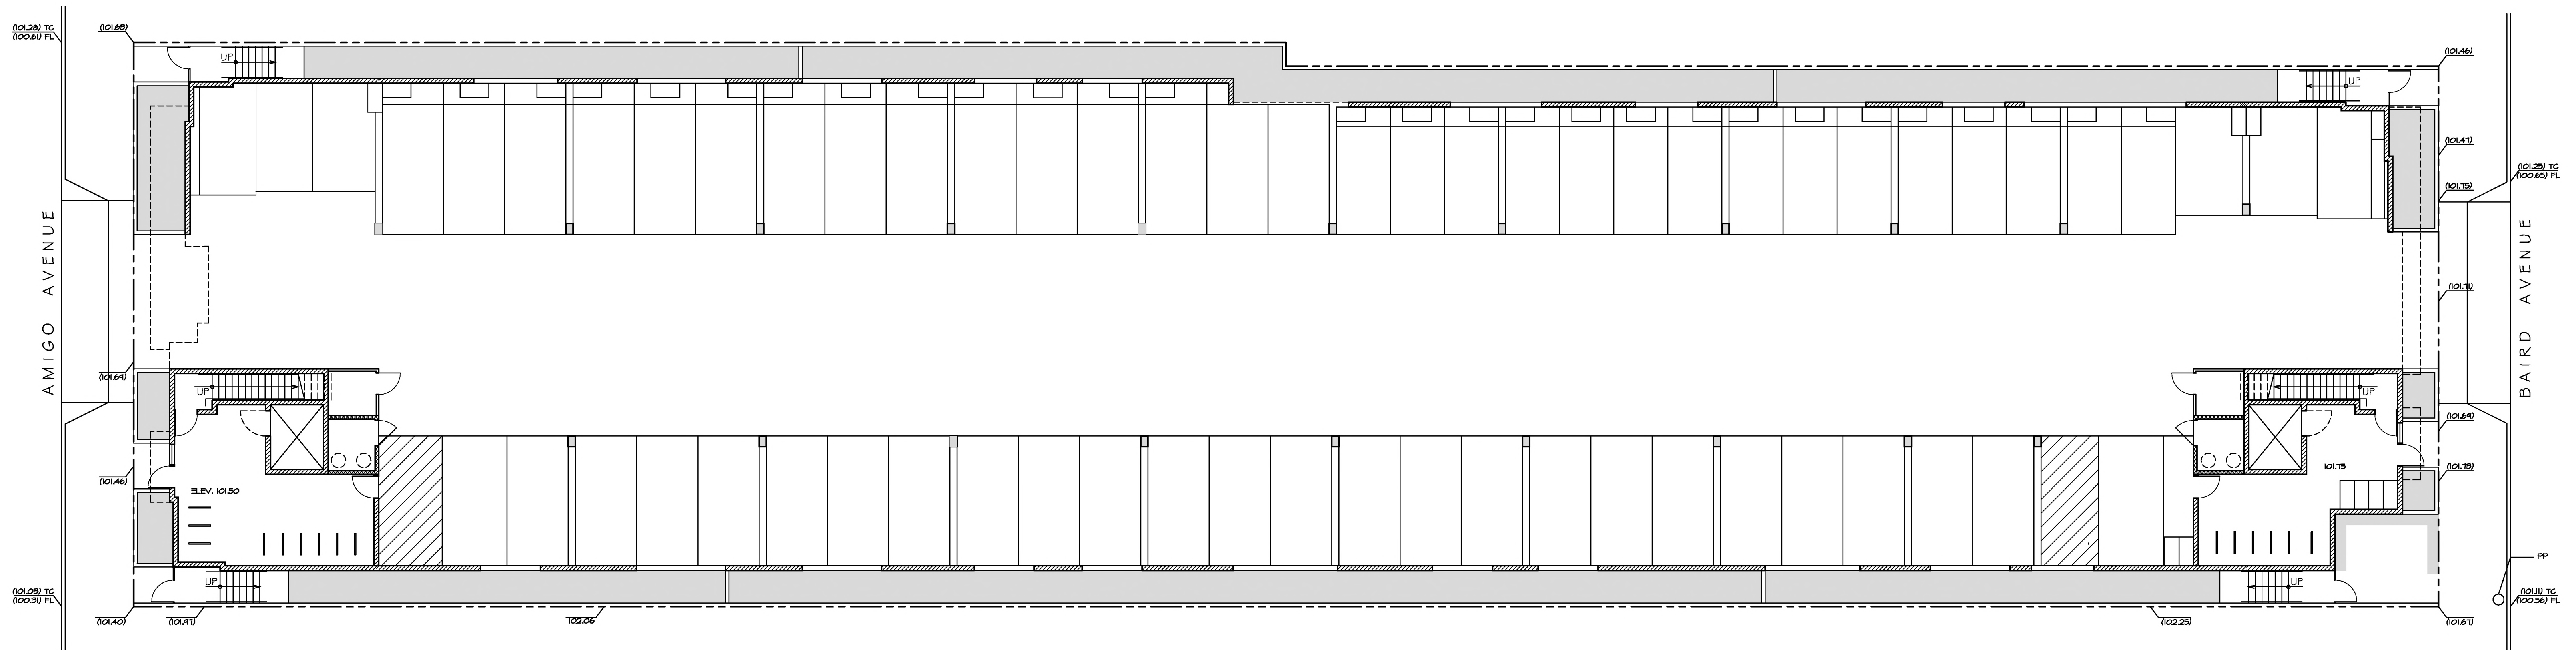 (101.28) TC
(100.61) FL
(101.63)
UP
UP
(101.46)
(101.47)
(101.25) TC
(100.65) FL
(101.75)
AMIGO AVENUE
BAIRD AVENUE
(101.71)
(101.64)
UP
UP
(101.64)
(101.46)
ELEV. 101.50
101.75
(101.73)
PP
UP
UP
(101.03) TC
(100.31) FL
(101.11) TC
(100.56) FL
(101.40)
(101.97)
102.06
(102.25)
(101.67)